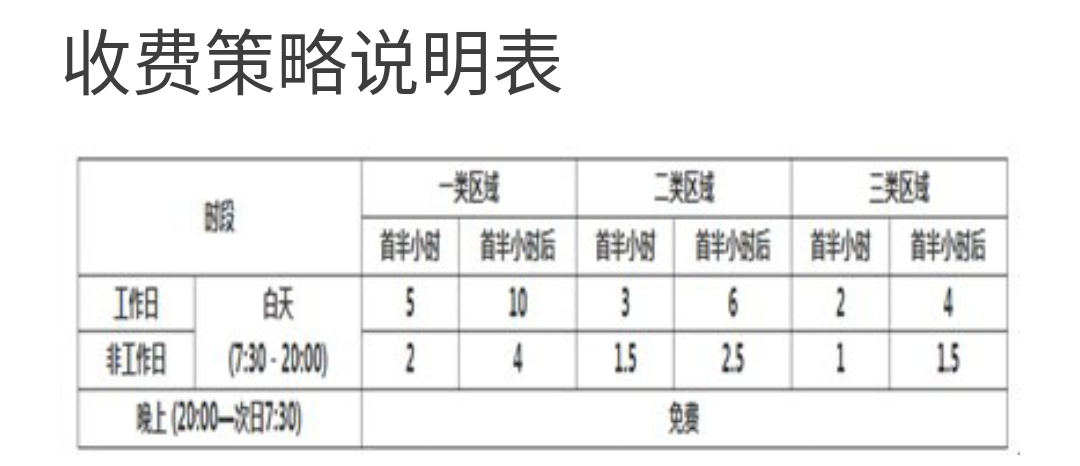 收费策略说明表
时段 一类区域 二类区域 三类区域
首半小时 首半小时后 首半小时 首半小时后 首半小时 首半小时后
工作日 白天 5 10 3 6 2 4
非工作日 (7:30 - 20:00) 2 4 1.5 2.5 1 1.5
晚上 (20:00—次日7:30) 免费